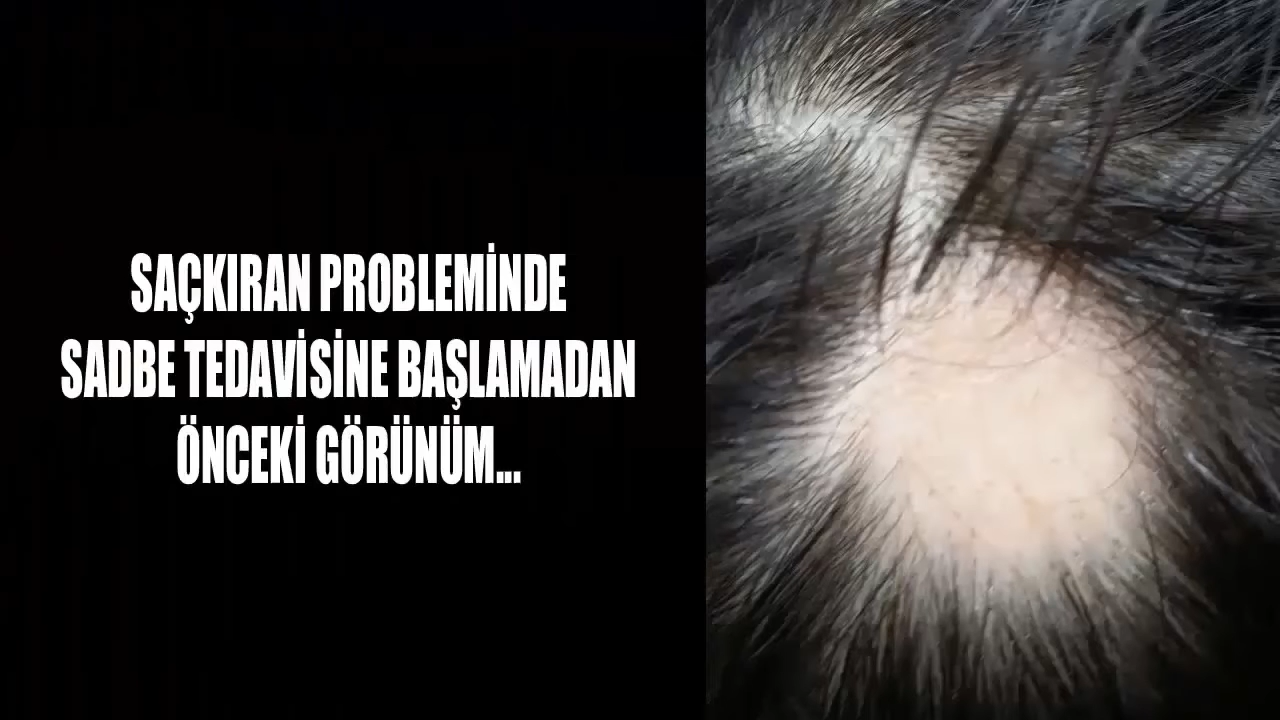 SAÇKIRAN PROBLEMİNDE
SADBE TEDAVİSİNE BAŞLAMADAN
ÖNCEKİ GÖRÜNÜM...